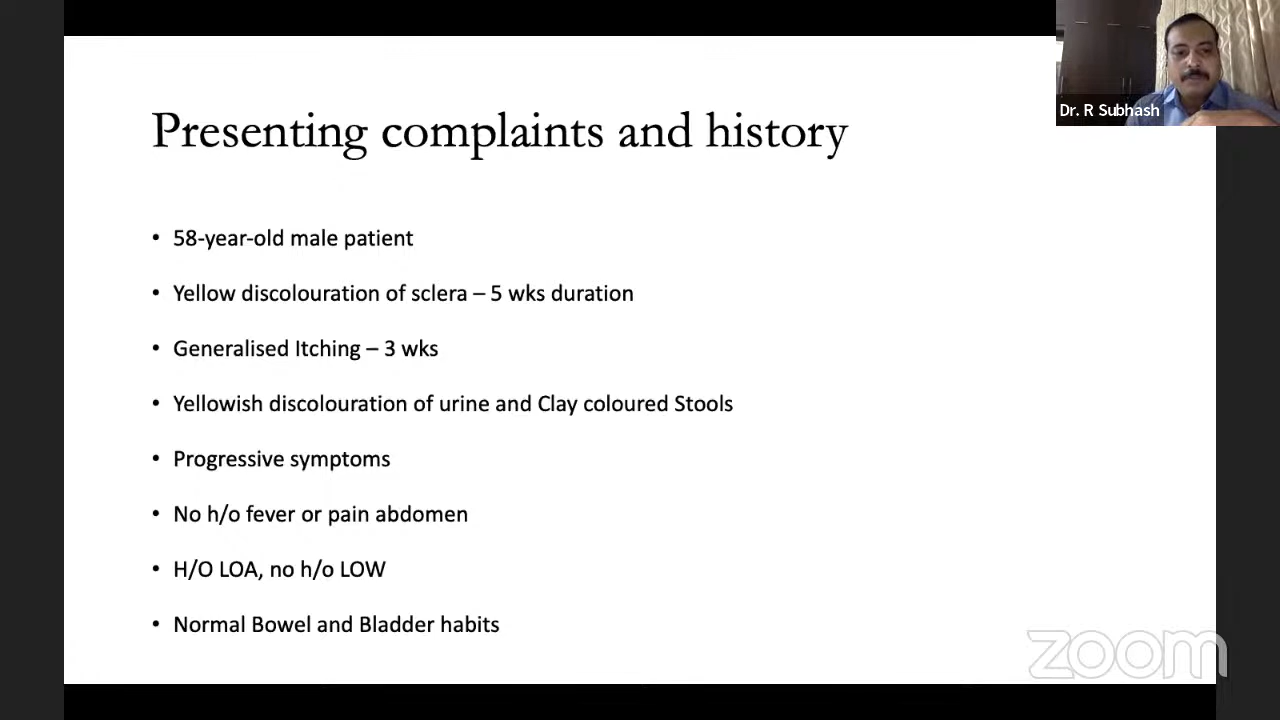 Dr. R Subhash
Presenting complaints and history
• 58-year-old male patient
• Yellow discolouration of sclera – 5 wks duration
• Generalised Itching – 3 wks
• Yellowish discolouration of urine and Clay coloured Stools
• Progressive symptoms
• No h/o fever or pain abdomen
• H/O LOA, no h/o LOW
• Normal Bowel and Bladder habits
zoom